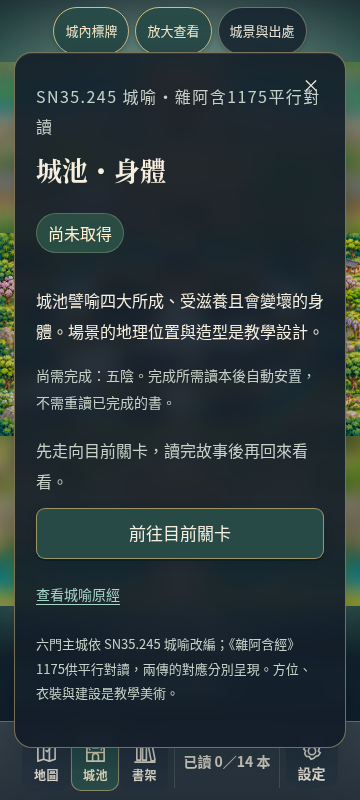 城內標牌
放大查看
城景與出處
SN35.245 城喻・雜阿含1175平行對
讀
城池・身體
尚未取得
城池譬喻四大所成、受滋養且會變壞的身
體。場景的地理位置與造型是教學設計。
尚需完成：五陰。完成所需讀本後自動安置，
不需重讀已完成的書。
先走向目前關卡，讀完故事後再回來看
看。
前往目前關卡
查看城喻原經
六門主城依 SN35.245 城喻改編；《雜阿含經》
1175供平行對讀，兩傳的對應分別呈現。方位、
衣裝與建設是教學美術。
地圖
城池
書架
已讀 0／14 本
設定